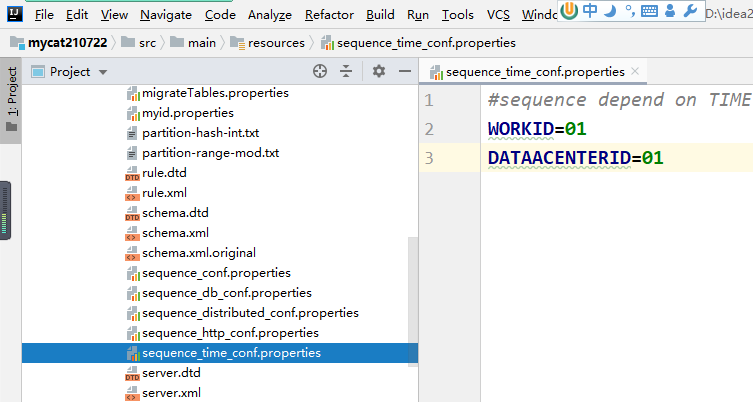 IJ File Edit View Navigate Code Analyze Refactor Build Run Tools VCS Windo 中 D:\idea2
mycat210722 src main resources sequence_time_conf.properties
1: Project
Project
sequence_time_conf.properties
migrateTables.properties
myid.properties
partition-hash-int.txt
partition-range-mod.txt
rule.dtd
rule.xml
schema.dtd
schema.xml
schema.xml.original
sequence_conf.properties
sequence_db_conf.properties
sequence_distributed_conf.properties
sequence_http_conf.properties
sequence_time_conf.properties
server.dtd
server.xml
1 #sequence depend on TIME
2 WORKID=01
3 DATAACENTERID=01